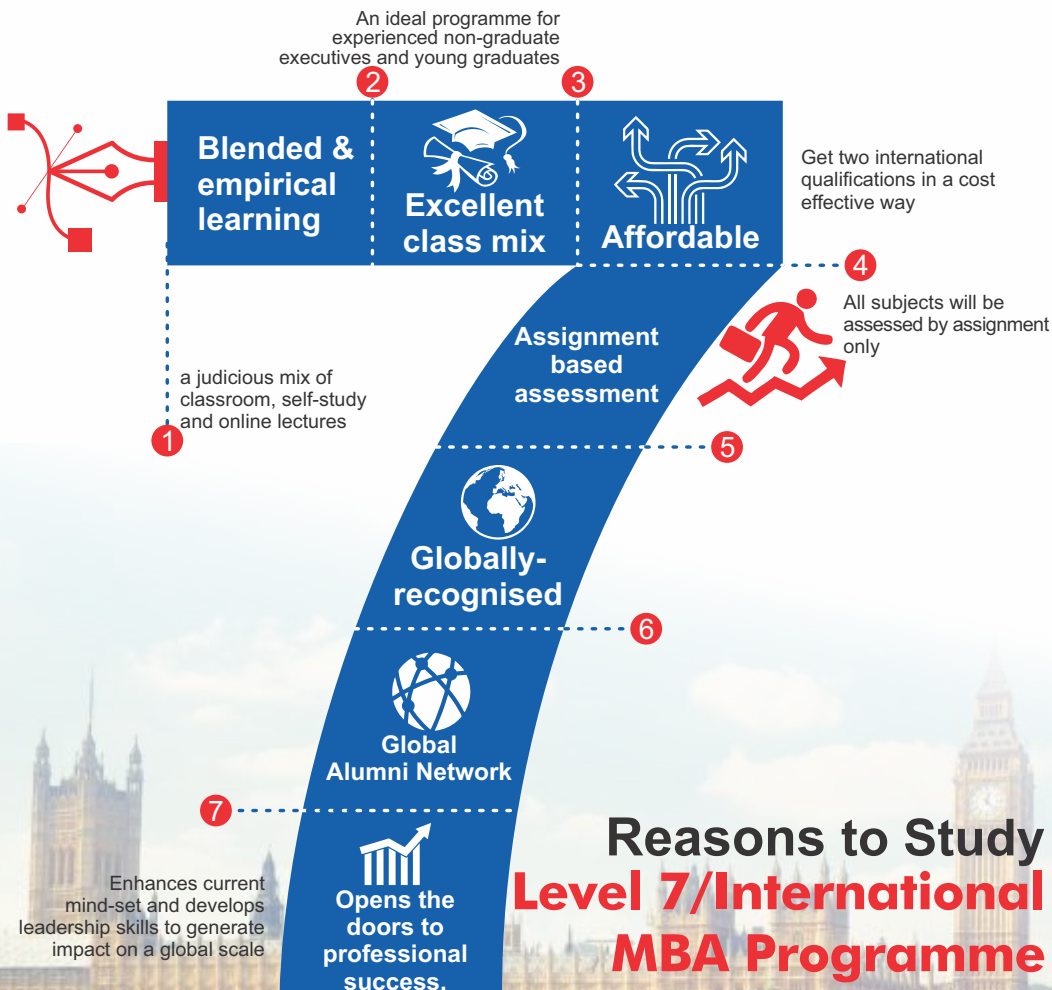 An ideal programme for
experienced non-graduate
executives and young graduates
2
3
Blended &
empirical
learning
Excellent
class mix
Affordable
Get two international
qualifications in a cost
effective way
4
All subjects will be
assessed by assignment
only
Assignment
based
assessment
a judicious mix of
classroom, self-study
and online lectures
1
5
Globally-
recognised
6
Global
Alumni Network
7
Enhances current
mind-set and develops
leadership skills to generate
impact on a global scale
Opens the
doors to
professional
success.
Reasons to Study
Level 7/International
MBA Programme